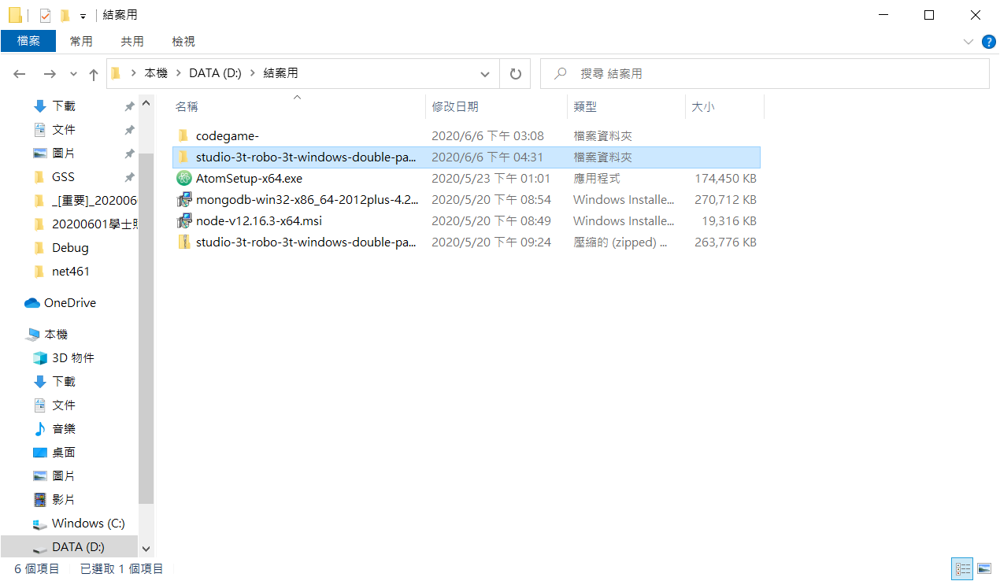 結案用
檔案 常用 共用 檢視
本機 DATA (D:) 結案用
搜尋 結案用
名稱 修改日期 類型 大小
codegame- 2020/6/6 下午 03:08 檔案資料夾
studio-3t-robo-3t-windows-double-pa... 2020/6/6 下午 04:31 檔案資料夾
AtomSetup-x64.exe 2020/5/23 下午 01:01 應用程式 174,450 KB
mongodb-win32-x86_64-2012plus-4.2... 2020/5/20 下午 08:54 Windows Installe... 270,712 KB
node-v12.16.3-x64.msi 2020/5/20 下午 08:49 Windows Installe... 19,316 KB
studio-3t-robo-3t-windows-double-pa... 2020/5/20 下午 09:24 壓縮的 (zipped) ... 263,776 KB
下載
文件
圖片
GSS
_[重要]_202006
20200601學士
Debug
net461
OneDrive
本機
3D 物件
下載
文件
音樂
桌面
圖片
影片
Windows (C:)
DATA (D:)
6 個項目 已選取 1 個項目